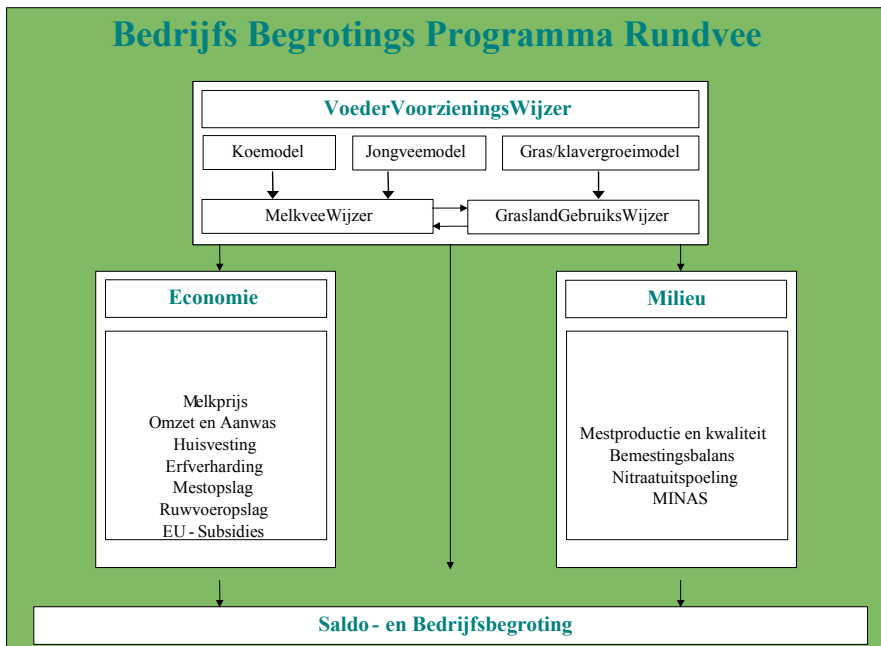 Bedrijfs Begrotings Programma Rundvee
VoederVoorzieningsWijzer
Koemodel
Jongveemodel
Gras/klavergroeimodel
MelkveeWijzer
GraslandGebruiksWijzer
Economie
Melkprijs
Omzet en Aanwas
Huisvesting
Erfverharding
Mestopslag
Ruwvoeropslag
EU - Subsidies
Milieu
Mestproductie en kwaliteit
Bemestingsbalans
Nitraatuitspoeling
MINAS
Saldo - en Bedrijfsbegroting